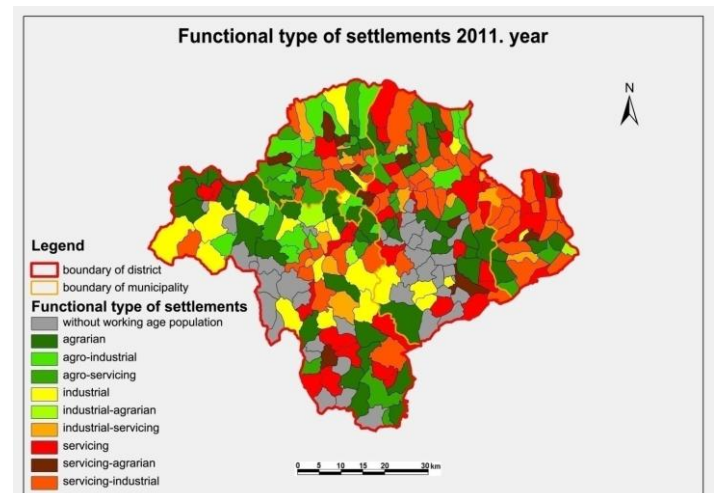 Functional type of settlements 2011. year
N
Legend
boundary of district
boundary of municipality
Functional type of settlements
without working age population
agrarian
agro-industrial
agro-servicing
industrial
industrial-agrarian
industrial-servicing
servicing
servicing-agrarian
servicing-industrial
0 5 10 15 20 30 km